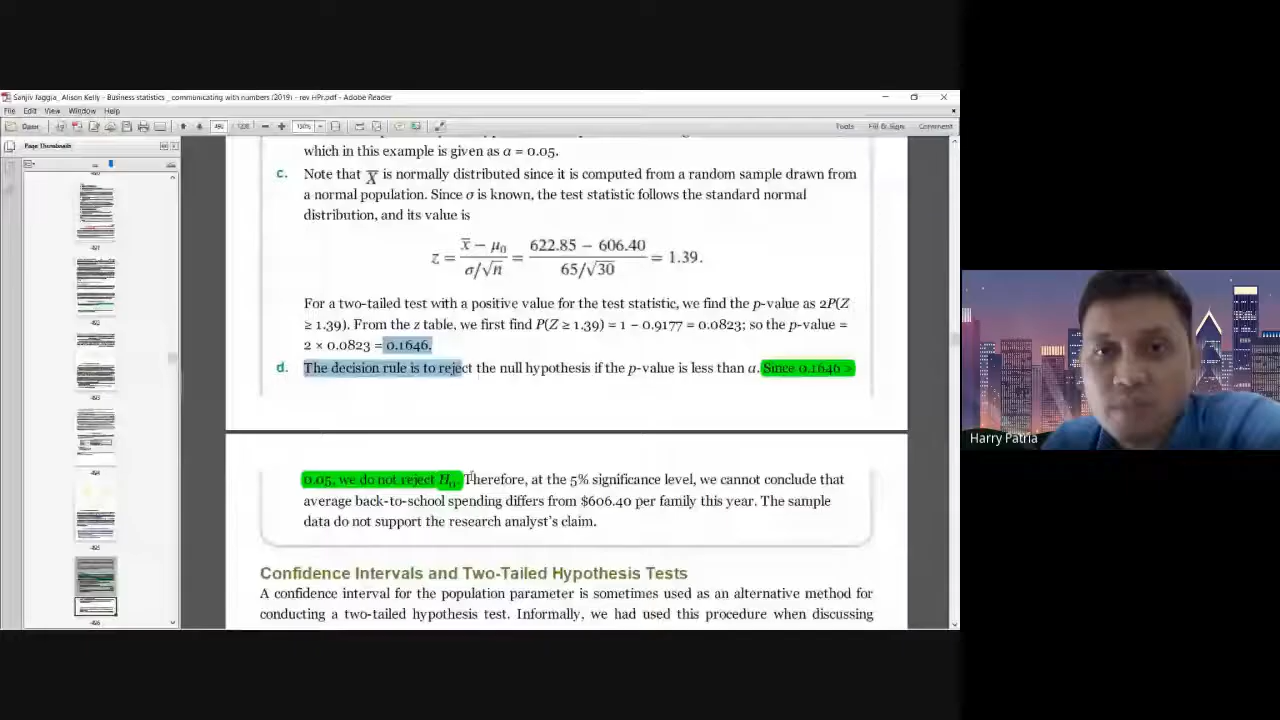 Sanjiv Jaggia_ Alison Kelly - Business statistics _ communicating with numbers (2019) - rev HPr.pdf - Adobe Reader
File Edit View Window Help
Open 130% Tools Fill & Sign Comment
Page Thumbnails
which in this example is given as α = 0.05.
c. Note that X̅ is normally distributed since it is computed from a random sample drawn from
a normal population. Since σ is known, the test statistic follows the standard normal
distribution, and its value is
z = x̅ − μ₀ / σ/√n = 622.85 − 606.40 / 65/√30 = 1.39.
For a two-tailed test with a positive value for the test statistic, we find the p-value as 2P(Z
≥ 1.39). From the z table, we first find P(Z ≥ 1.39) = 1 − 0.9177 = 0.0823; so the p-value =
2 × 0.0823 = 0.1646.
d. The decision rule is to reject the null hypothesis if the p-value is less than α. Since 0.1646 >
0.05, we do not reject H₀. Therefore, at the 5% significance level, we cannot conclude that
average back-to-school spending differs from $606.40 per family this year. The sample
data do not support the research analyst's claim.
Confidence Intervals and Two-Tailed Hypothesis Tests
A confidence interval for the population parameter is sometimes used as an alternative method for
conducting a two-tailed hypothesis test. Informally, we had used this procedure when discussing
Harry Patria